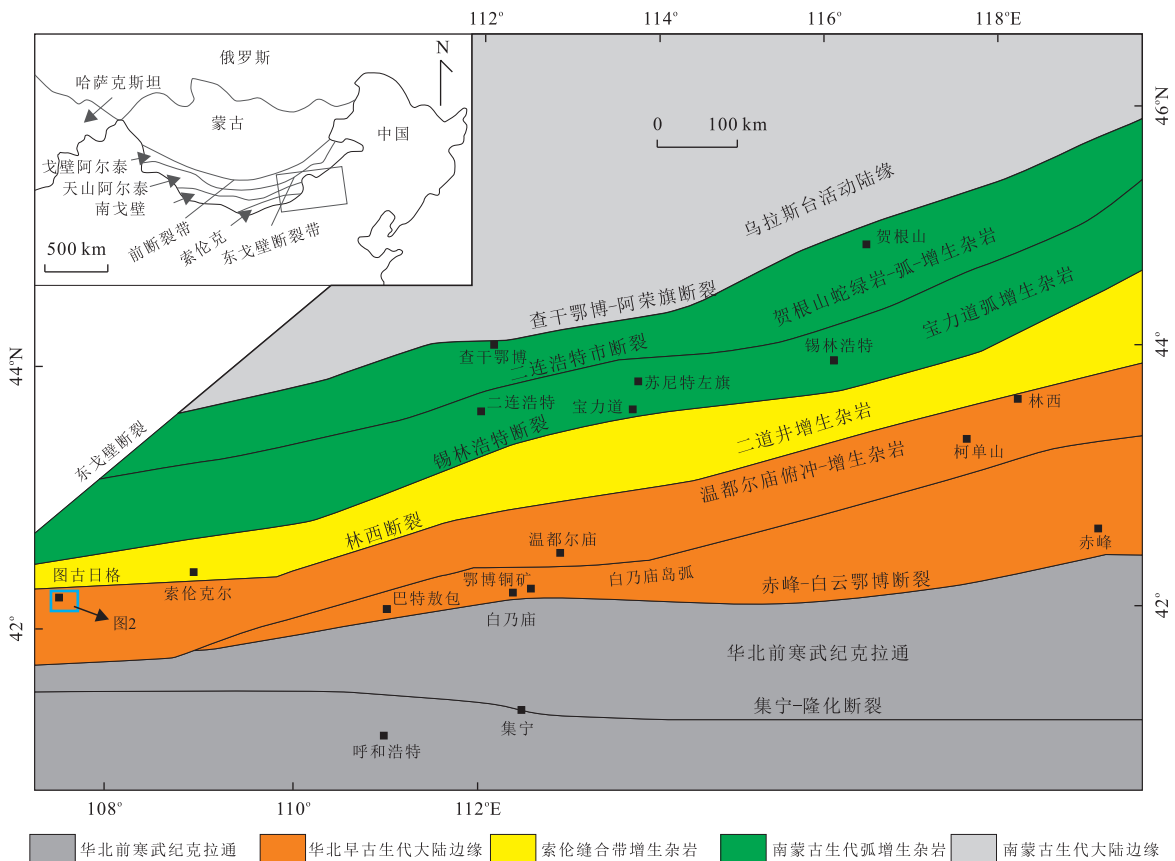 112°
114°
116°
118°E
俄罗斯
N
哈萨克斯坦
蒙古
中国
戈壁阿尔泰
天山阿尔泰
南戈壁
前断裂带
索伦克
东戈壁断裂带
500 km
0 100 km
46°N
乌拉斯台活动陆缘
贺根山
查干鄂博-阿荣旗断裂
贺根山蛇绿岩-弧-增生杂岩
宝力道弧增生杂岩
查干鄂博
二连浩特市断裂
锡林浩特
44°N
44°
苏尼特左旗
二连浩特
宝力道
东戈壁断裂
锡林浩特断裂
二道井增生杂岩
林西
柯单山
温都尔庙俯冲-增生杂岩
林西断裂
温都尔庙
赤峰
图古日格
索伦克尔
鄂博铜矿
白乃庙岛弧
赤峰-白云鄂博断裂
巴特敖包
白乃庙
图2
42°
42°
华北前寒武纪克拉通
集宁-隆化断裂
集宁
呼和浩特
108°
110°
112°E
华北前寒武纪克拉通
华北早古生代大陆边缘
索伦缝合带增生杂岩
南蒙古生代弧增生杂岩
南蒙古生代大陆边缘